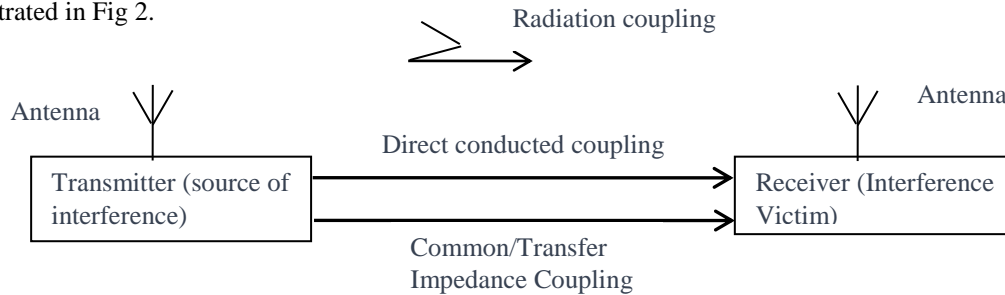 trated in Fig 2.
Radiation coupling
Antenna
Antenna
Direct conducted coupling
Transmitter (source of
interference)
Receiver (Interference
Victim)
Common/Transfer
Impedance Coupling